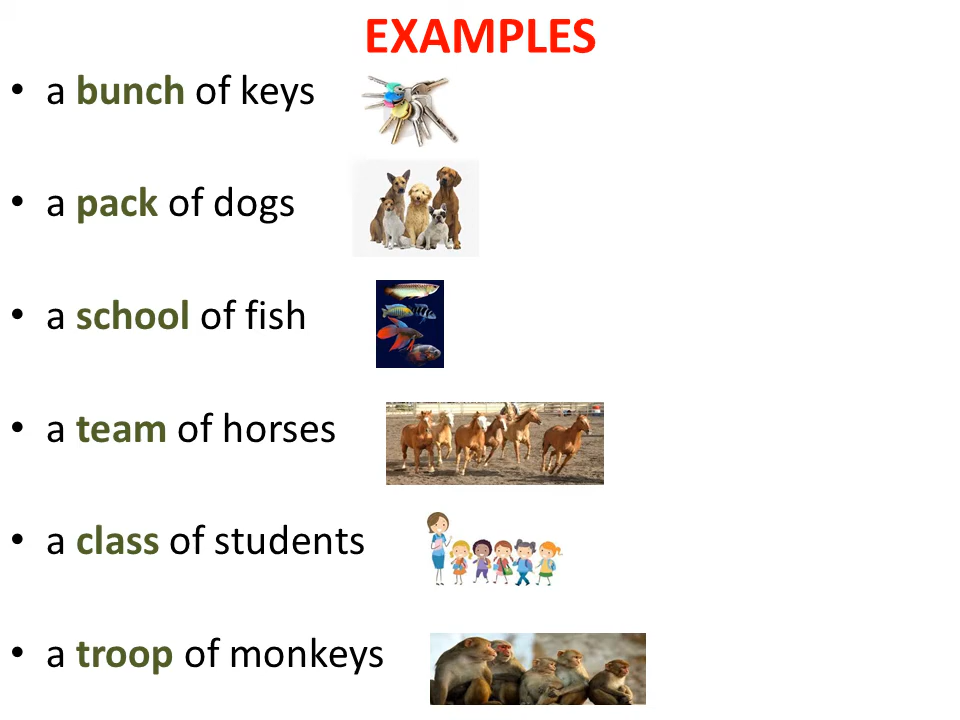 EXAMPLES
• a bunch of keys
• a pack of dogs
• a school of fish
• a team of horses
• a class of students
• a troop of monkeys